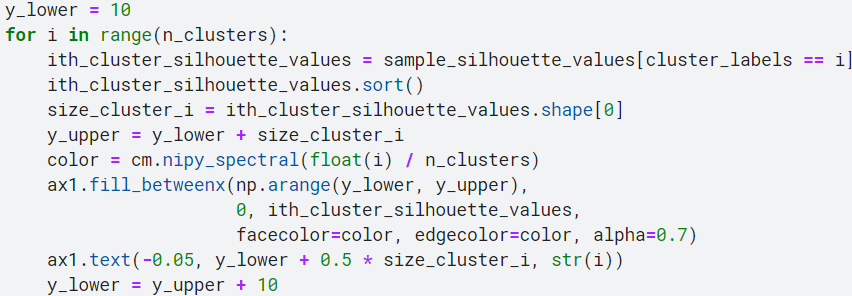 y_lower = 10
for i in range(n_clusters):
    ith_cluster_silhouette_values = sample_silhouette_values[cluster_labels == i]
    ith_cluster_silhouette_values.sort()
    size_cluster_i = ith_cluster_silhouette_values.shape[0]
    y_upper = y_lower + size_cluster_i
    color = cm.nipy_spectral(float(i) / n_clusters)
    ax1.fill_betweenx(np.arange(y_lower, y_upper),
                      0, ith_cluster_silhouette_values,
                      facecolor=color, edgecolor=color, alpha=0.7)
    ax1.text(-0.05, y_lower + 0.5 * size_cluster_i, str(i))
    y_lower = y_upper + 10